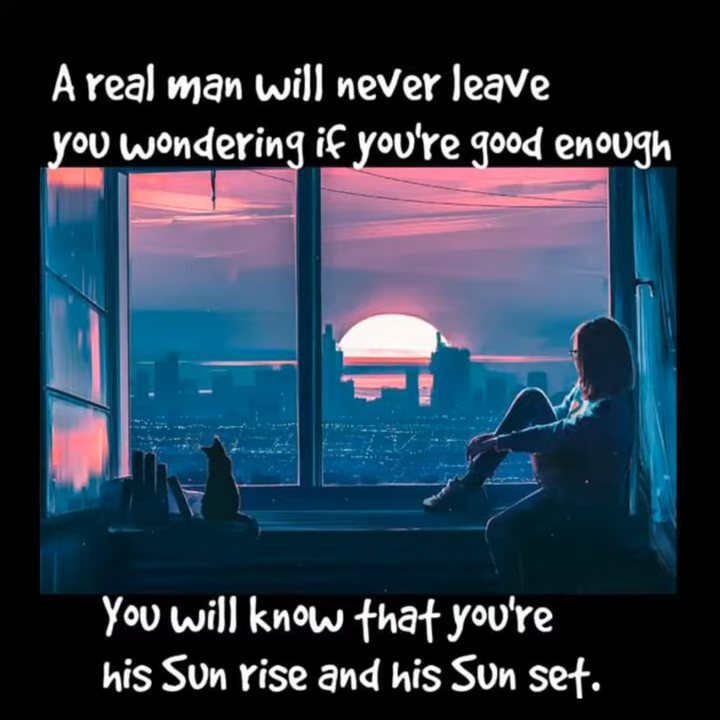 A real man will never leave
you wondering if you're good enough
You will know that you're
his Sun rise and his Sun set.